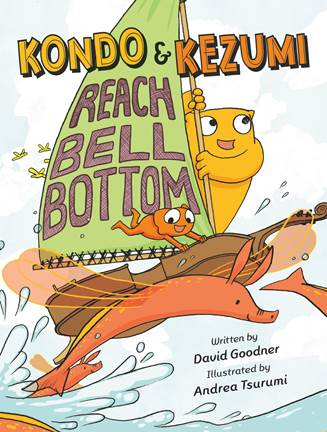 KONDO & KEZUMI
REACH
BELL
BOTTOM
Written by
David Goodner
Illustrated by
Andrea Tsurumi